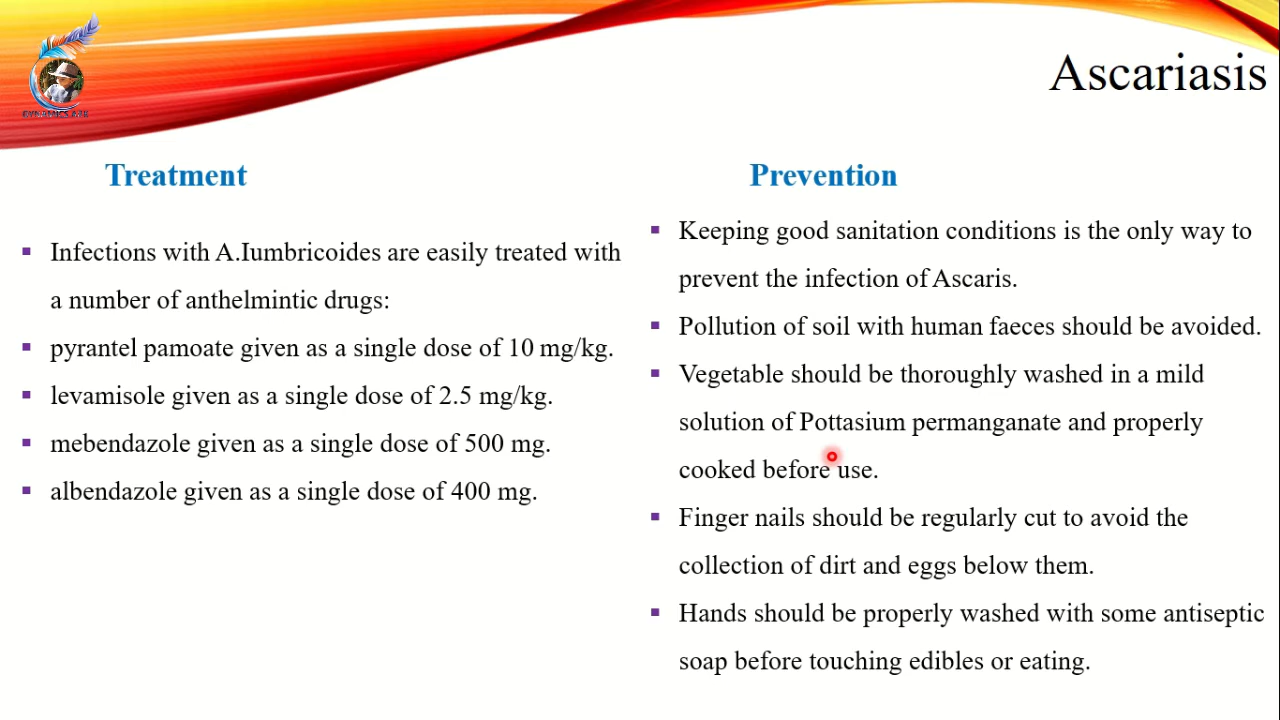 DYNAMICS ARK
Ascariasis
Treatment
Infections with A.Iumbricoides are easily treated with
a number of anthelmintic drugs:
pyrantel pamoate given as a single dose of 10 mg/kg.
levamisole given as a single dose of 2.5 mg/kg.
mebendazole given as a single dose of 500 mg.
albendazole given as a single dose of 400 mg.
Prevention
Keeping good sanitation conditions is the only way to
prevent the infection of Ascaris.
Pollution of soil with human faeces should be avoided.
Vegetable should be thoroughly washed in a mild
solution of Pottasium permanganate and properly
cooked before use.
Finger nails should be regularly cut to avoid the
collection of dirt and eggs below them.
Hands should be properly washed with some antiseptic
soap before touching edibles or eating.